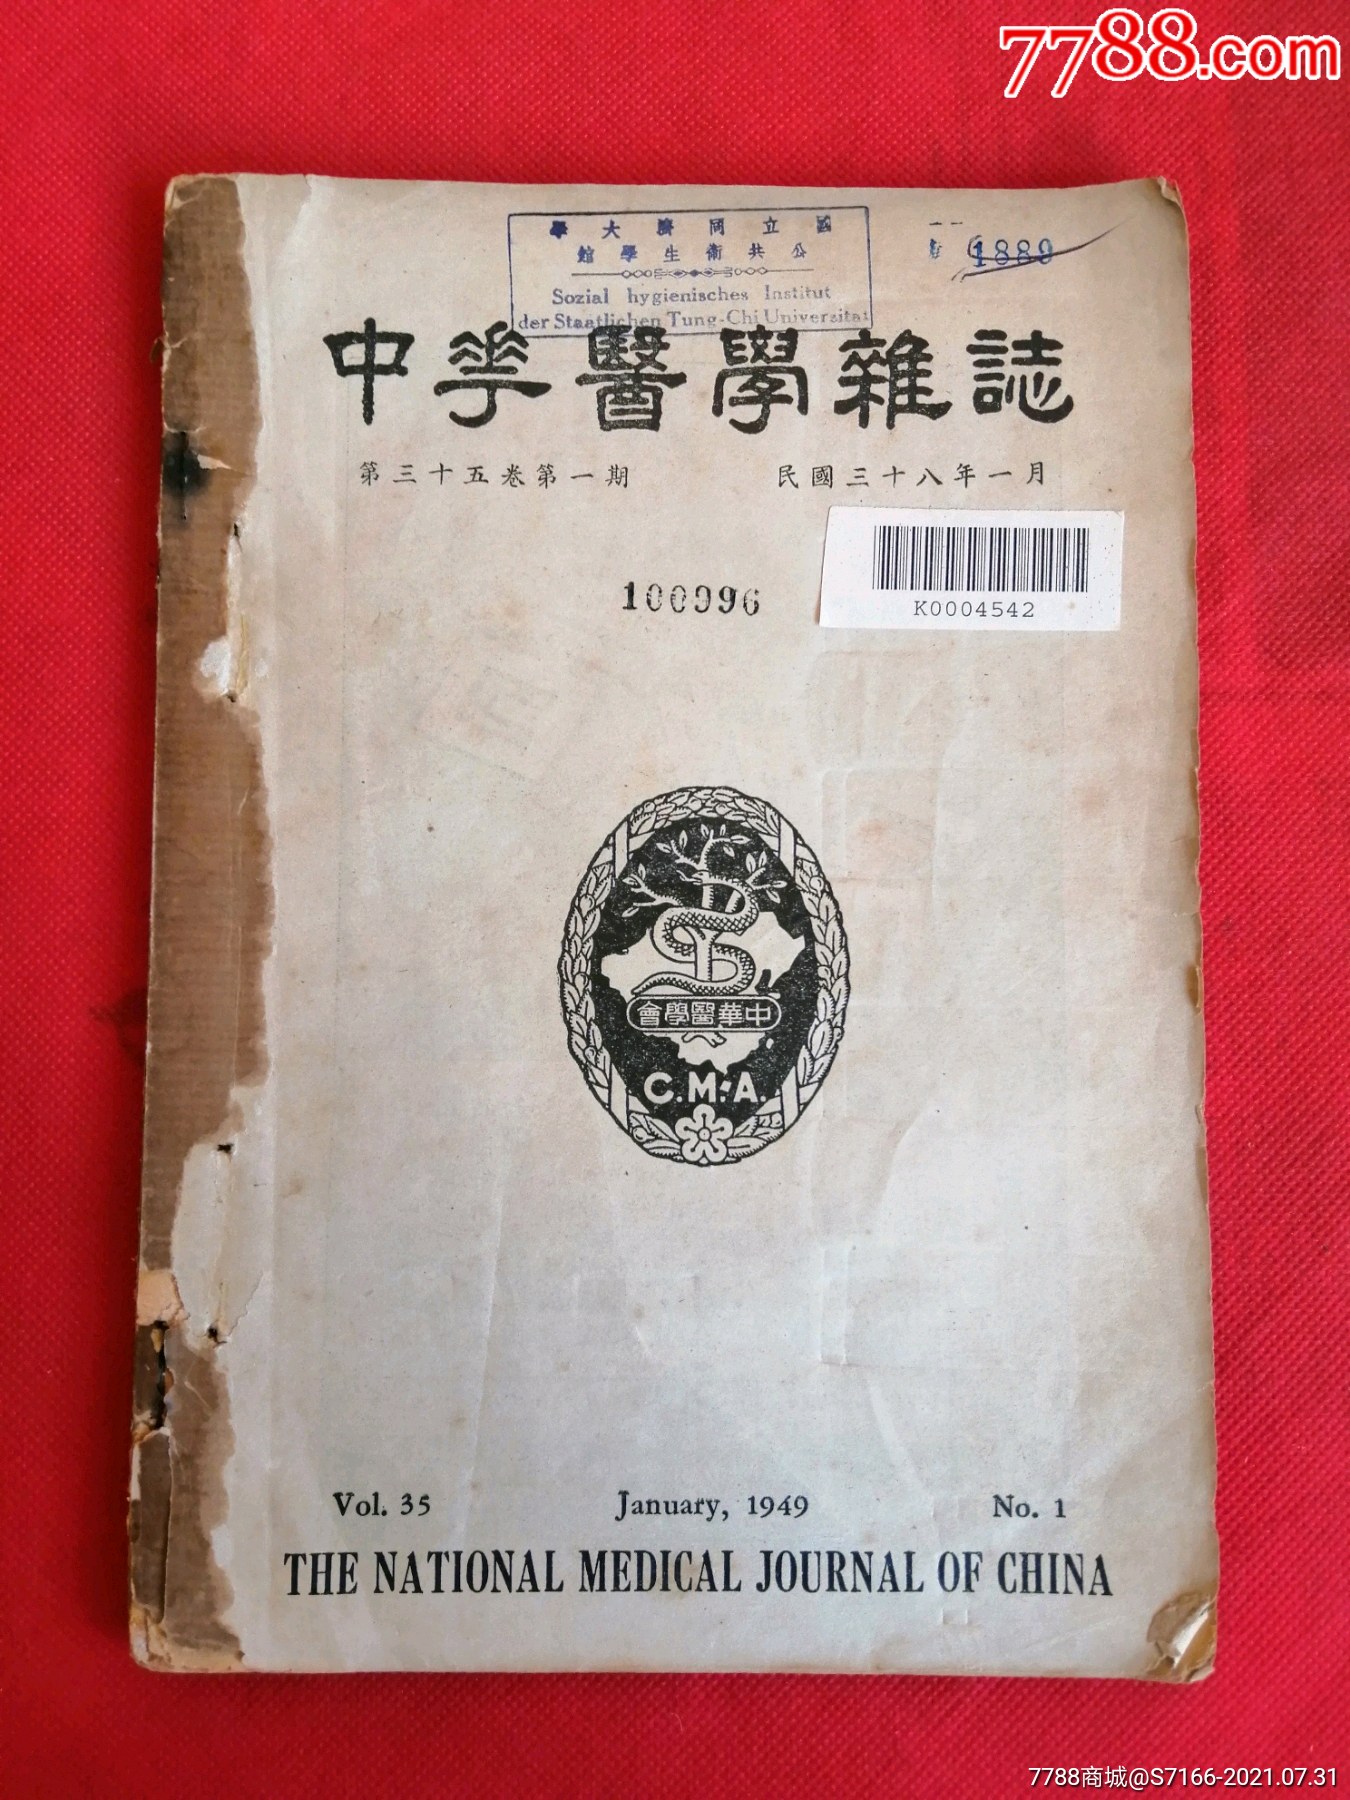 7788.com
國立同濟大學
公共衛生學館
Sozial hygienisches Institut
der Staatlichen Tung-Chi Universität
1889
中華醫學雜誌
第三十五卷第一期
民國三十八年一月
K0004542
100996
中華醫學會
C.M.A.
Vol. 35
January, 1949
No. 1
THE NATIONAL MEDICAL JOURNAL OF CHINA
7788商城@S7166-2021.07.31